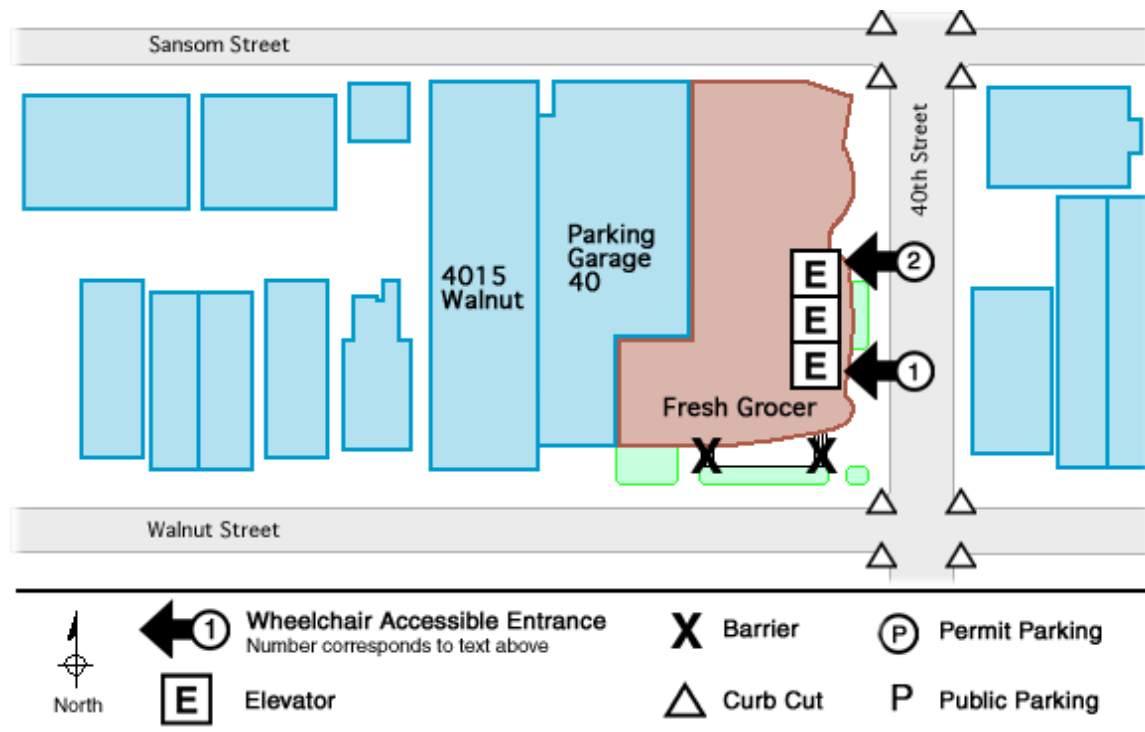 Sansom Street
40th Street
Parking
Garage
40
4015
Walnut
E
2
E
E
1
Fresh Grocer
X
X
Walnut Street
1
Wheelchair Accessible Entrance
Number corresponds to text above
X
Barrier
P
Permit Parking
North
E
Elevator
Curb Cut
P
Public Parking